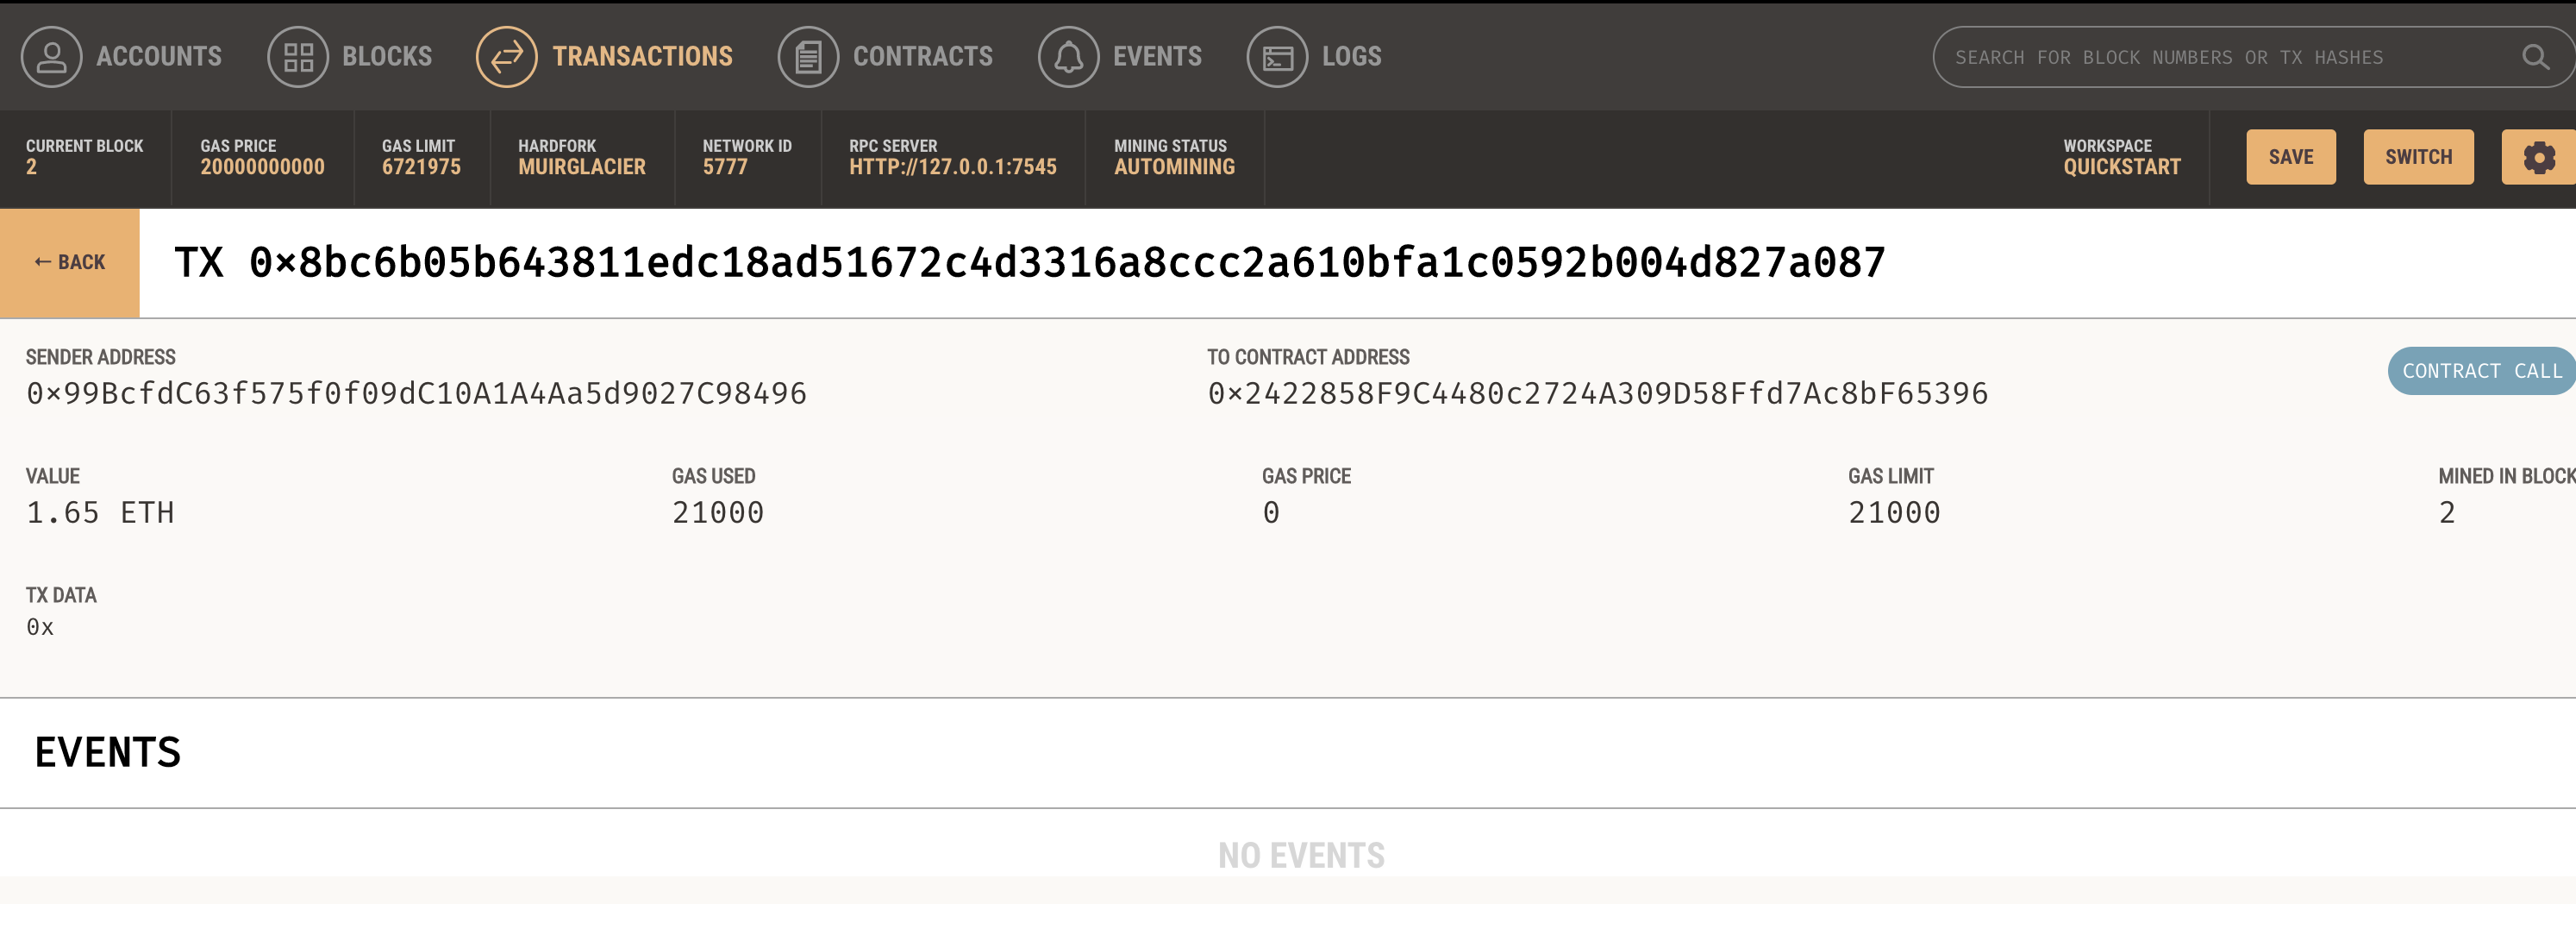 ACCOUNTS BLOCKS TRANSACTIONS CONTRACTS EVENTS LOGS SEARCH FOR BLOCK NUMBERS OR TX HASHES
CURRENT BLOCK GAS PRICE GAS LIMIT HARDFORK NETWORK ID RPC SERVER MINING STATUS WORKSPACE
2 20000000000 6721975 MUIRGLACIER 5777 HTTP://127.0.0.1:7545 AUTOMINING QUICKSTART SAVE SWITCH
← BACK TX 0×8bc6b05b643811edc18ad51672c4d3316a8ccc2a610bfa1c0592b004d827a087
SENDER ADDRESS TO CONTRACT ADDRESS
0×99BcfdC63f575f0f09dC10A1A4Aa5d9027C98496 0×2422858F9C4480c2724A309D58Ffd7Ac8bF65396 CONTRACT CALL
VALUE GAS USED GAS PRICE GAS LIMIT MINED IN BLOCK
1.65 ETH 21000 0 21000 2
TX DATA
0x
EVENTS
NO EVENTS